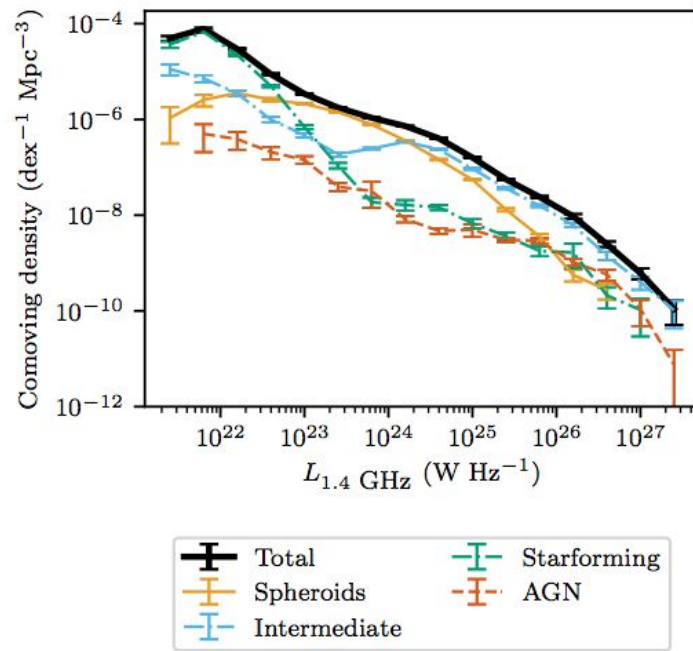 Comoving density (dex⁻¹ Mpc⁻³)
10⁻⁴
10⁻⁶
10⁻⁸
10⁻¹⁰
10⁻¹²
10²² 10²³ 10²⁴ 10²⁵ 10²⁶ 10²⁷
L₁.₄ GHz (W Hz⁻¹)
Total Starforming
Spheroids AGN
Intermediate